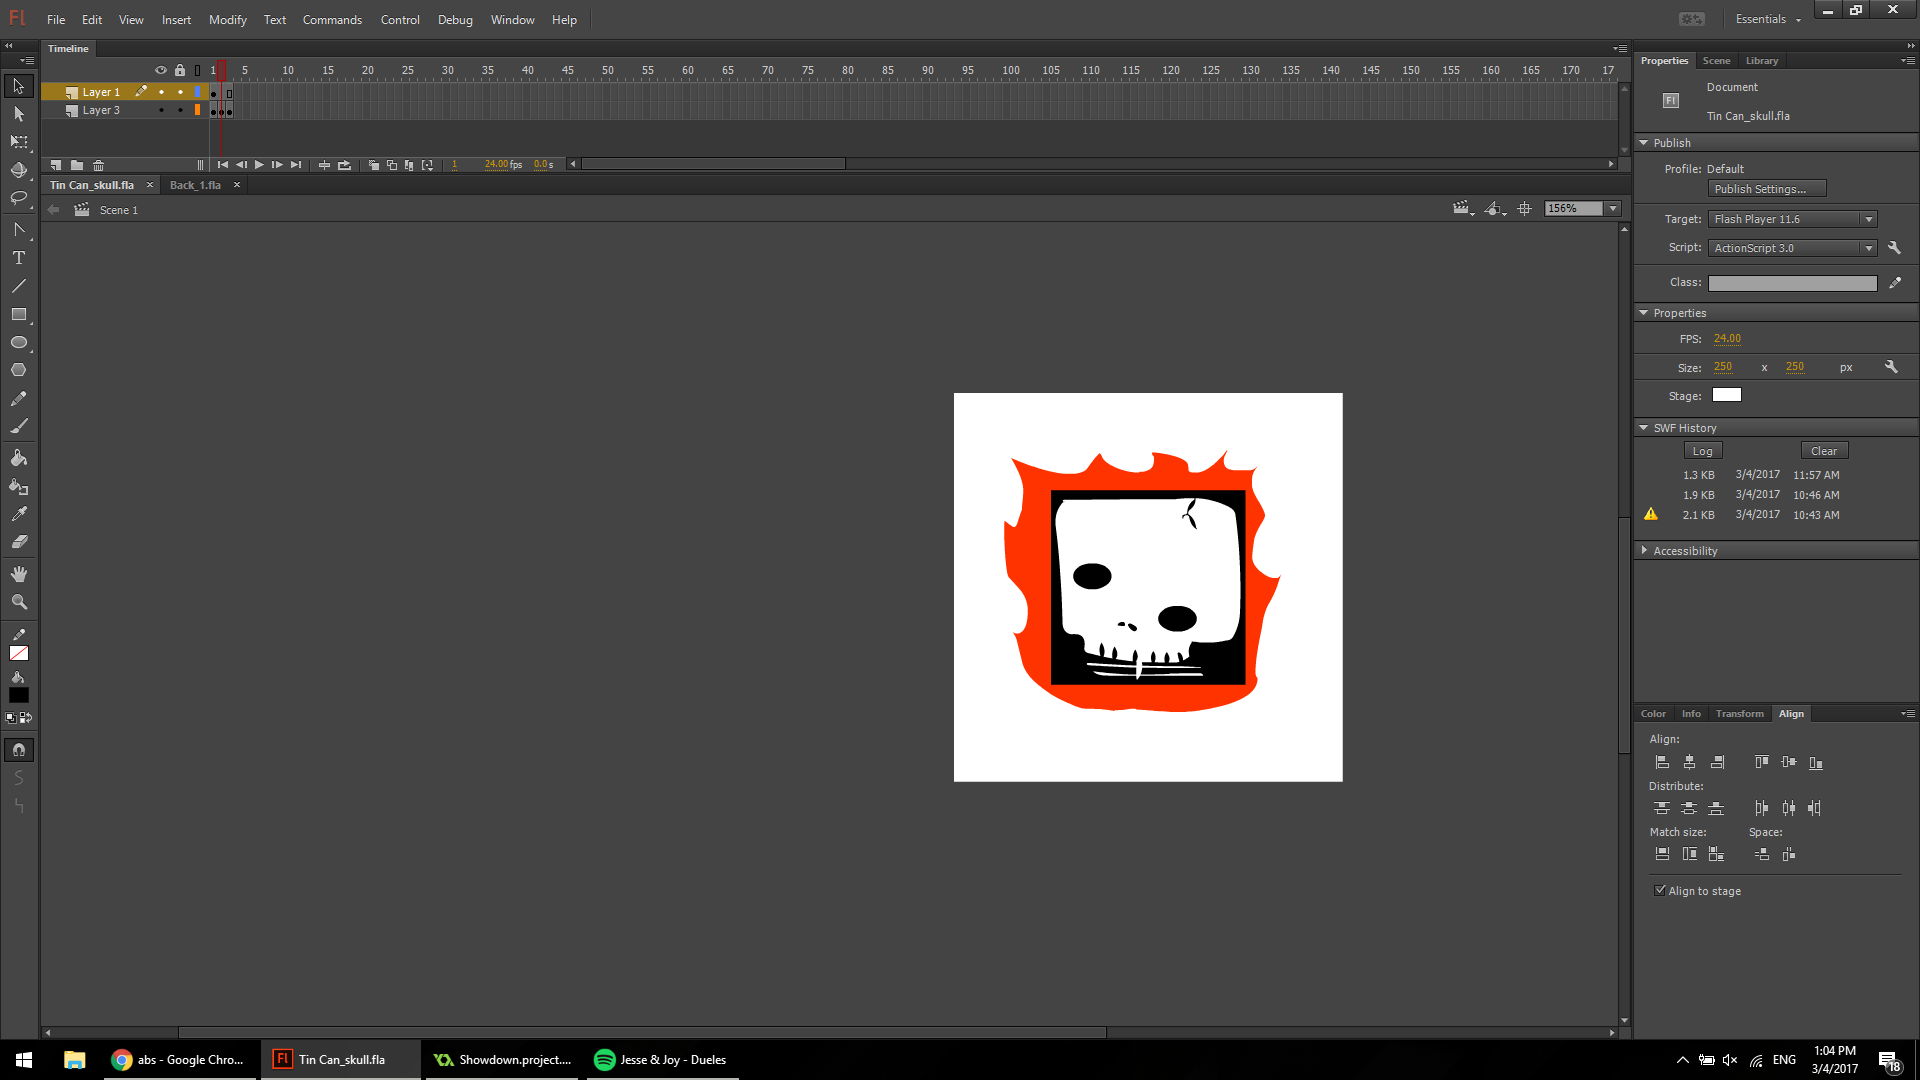 Fl File Edit View Insert Modify Control Text Commands Control Debug Window Help Essentials
Timeline
1 5 10 15 20 25 30 35 40 45 50 55 60 65 70 75 80 85 90 95 100 105 110 115 120 125 130 135 140 145 150 155 160 165 170 17
Layer 1
Layer 3
1 24.00 fps 0.0 s
Tin Can_skull.fla Back_1.fla
Scene 1
156%
Properties Scene Library
Document
Fl
Tin Can_skull.fla
Publish
Profile: Default
Publish Settings...
Target: Flash Player 11.6
Script: ActionScript 3.0
Class:
Properties
FPS: 24.00
Size: 250 x 250 px
Stage:
SWF History
Log Clear
1.3 KB 3/4/2017 11:57 AM
1.9 KB 3/4/2017 10:46 AM
2.1 KB 3/4/2017 10:43 AM
Accessibility
Color Info Transform Align
Align:
Distribute:
Match size: Space:
Align to stage
abs - Google Chro...
Fl Tin Can_skull.fla
Showdown.project....
Jesse & Joy - Dueles
ENG
1:04 PM
3/4/2017
18